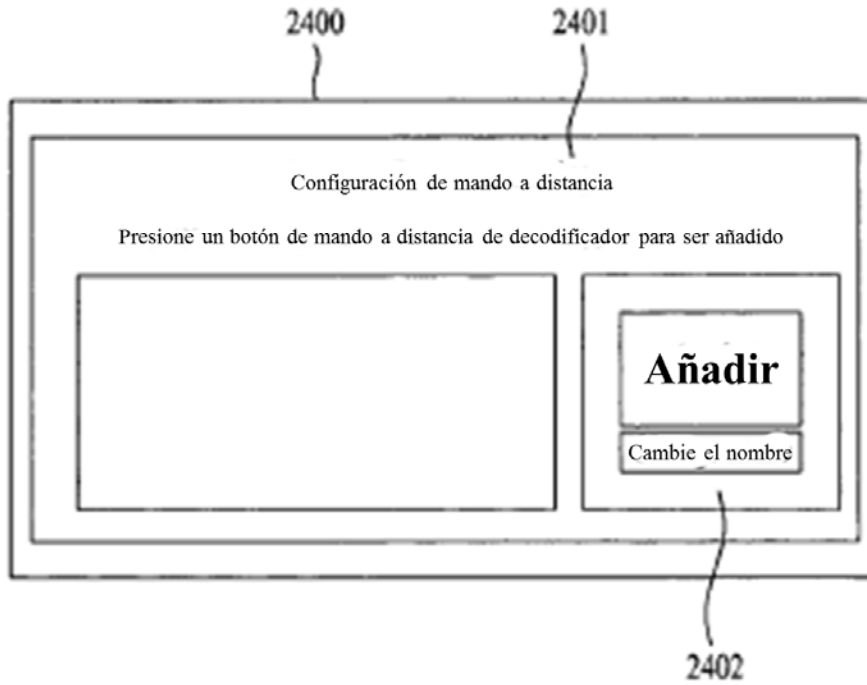 2400 2401
Configuración de mando a distancia
Presione un botón de mando a distancia de decodificador para ser añadido
Añadir
Cambie el nombre
2402